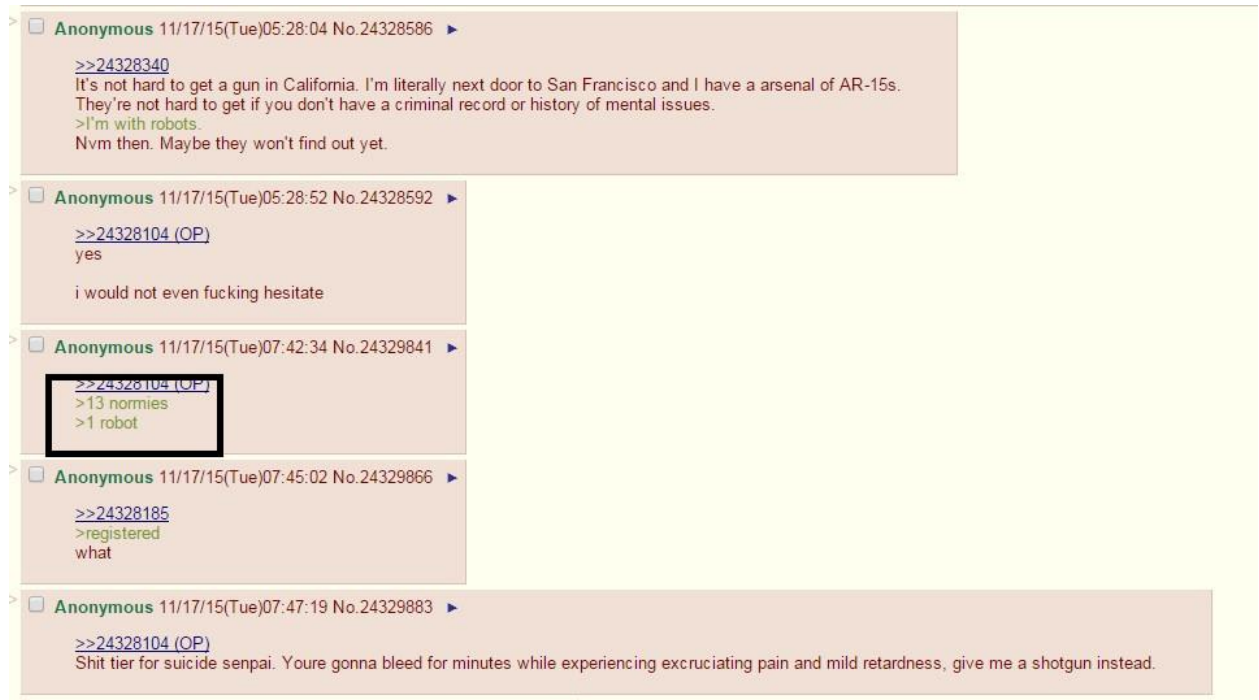 Anonymous 11/17/15(Tue)05:28:04 No.24328586 ►
>>24328340
It's not hard to get a gun in California. I'm literally next door to San Francisco and I have a arsenal of AR-15s.
They're not hard to get if you don't have a criminal record or history of mental issues.
>I'm with robots.
Nvm then. Maybe they won't find out yet.
Anonymous 11/17/15(Tue)05:28:52 No.24328592 ►
>>24328104 (OP)
yes
i would not even fucking hesitate
Anonymous 11/17/15(Tue)07:42:34 No.24329841 ►
>>24328104 (OP)
>13 normies
>1 robot
Anonymous 11/17/15(Tue)07:45:02 No.24329866 ►
>>24328185
>registered
what
Anonymous 11/17/15(Tue)07:47:19 No.24329883 ►
>>24328104 (OP)
Shit tier for suicide senpai. Youre gonna bleed for minutes while experiencing excruciating pain and mild retardness, give me a shotgun instead.